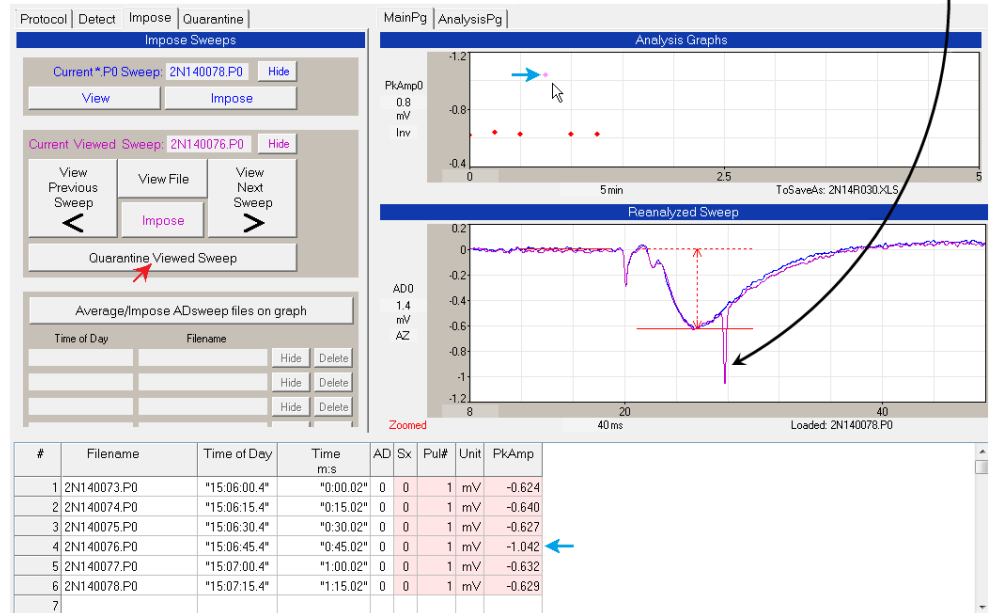 Protocol Detect Impose Quarantine
Impose Sweeps
Current *.P0 Sweep: 2N140078.P0 Hide
View Impose
Current Viewed Sweep: 2N140076.P0 Hide
View Previous Sweep <
View File
View Next Sweep >
Impose
Quarantine Viewed Sweep
Average/Impose ADsweep files on graph
Time of Day Filename
Hide Delete
Hide Delete
Hide Delete
MainPg AnalysisPg
Analysis Graphs
PkAmp0
0.8
mV
Inv
-1.2
-0.8
-0.4
0 2.5 5
5 min ToSaveAs: 2N14R030.XLS
Reanalyzed Sweep
AD0
1.4
mV
AZ
0.2
0
-0.2
-0.4
-0.6
-0.8
-1
-1.2
8 20 40
Zoomed 40 ms Loaded: 2N140078.P0
# Filename Time of Day Time m:s AD Sx Pul# Unit PkAmp
1 2N140073.P0 "15:06:00.4" "0:00.02" 0 0 1 mV -0.624
2 2N140074.P0 "15:06:15.4" "0:15.02" 0 0 1 mV -0.640
3 2N140075.P0 "15:06:30.4" "0:30.02" 0 0 1 mV -0.627
4 2N140076.P0 "15:06:45.4" "0:45.02" 0 0 1 mV -1.042
5 2N140077.P0 "15:07:00.4" "1:00.02" 0 0 1 mV -0.632
6 2N140078.P0 "15:07:15.4" "1:15.02" 0 0 1 mV -0.629
7